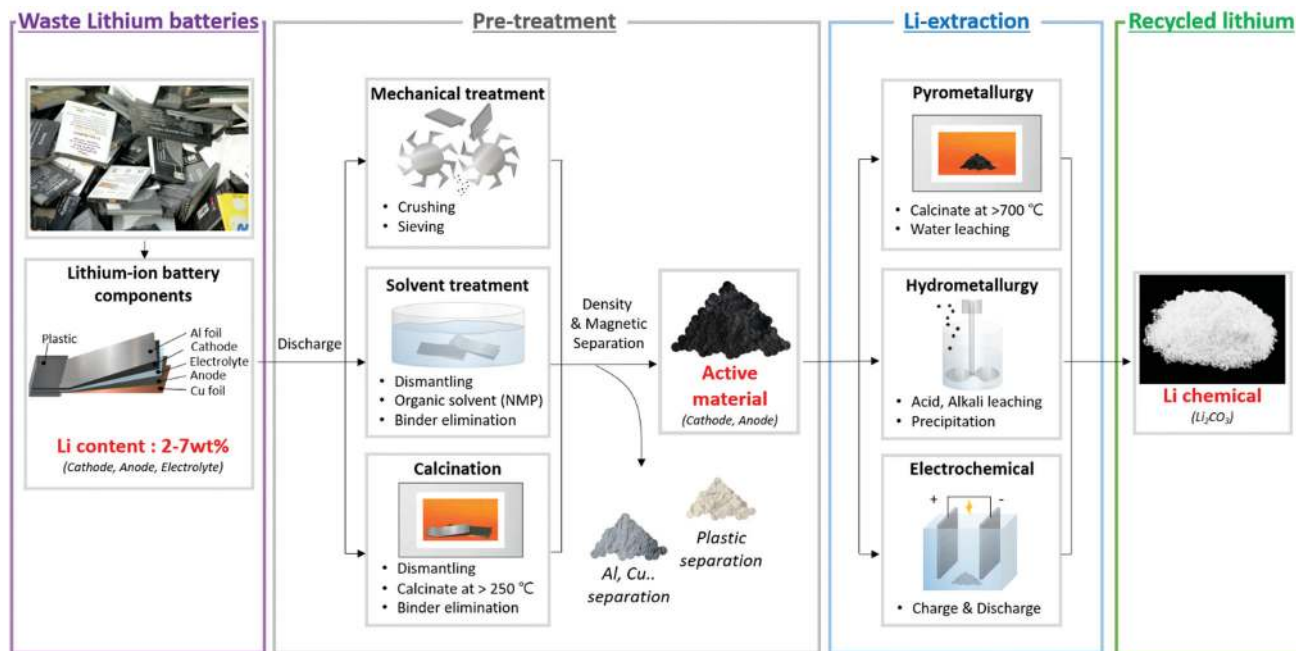 Waste Lithium batteries
Lithium-ion battery
components
Plastic
Al foil
Cathode
Electrolyte
Anode
Cu foil
Li content : 2-7wt%
(Cathode, Anode, Electrolyte)
Pre-treatment
Discharge
Mechanical treatment
• Crushing
• Sieving
Solvent treatment
• Dismantling
• Organic solvent (NMP)
• Binder elimination
Calcination
• Dismantling
• Calcinate at > 250 ℃
• Binder elimination
Density
& Magnetic
Separation
Al, Cu..
separation
Plastic
separation
Active
material
(Cathode, Anode)
Li-extraction
Pyrometallurgy
• Calcinate at >700 ℃
• Water leaching
Hydrometallurgy
• Acid, Alkali leaching
• Precipitation
Electrochemical
+ -
• Charge & Discharge
Recycled lithium
Li chemical
(Li₂CO₃)